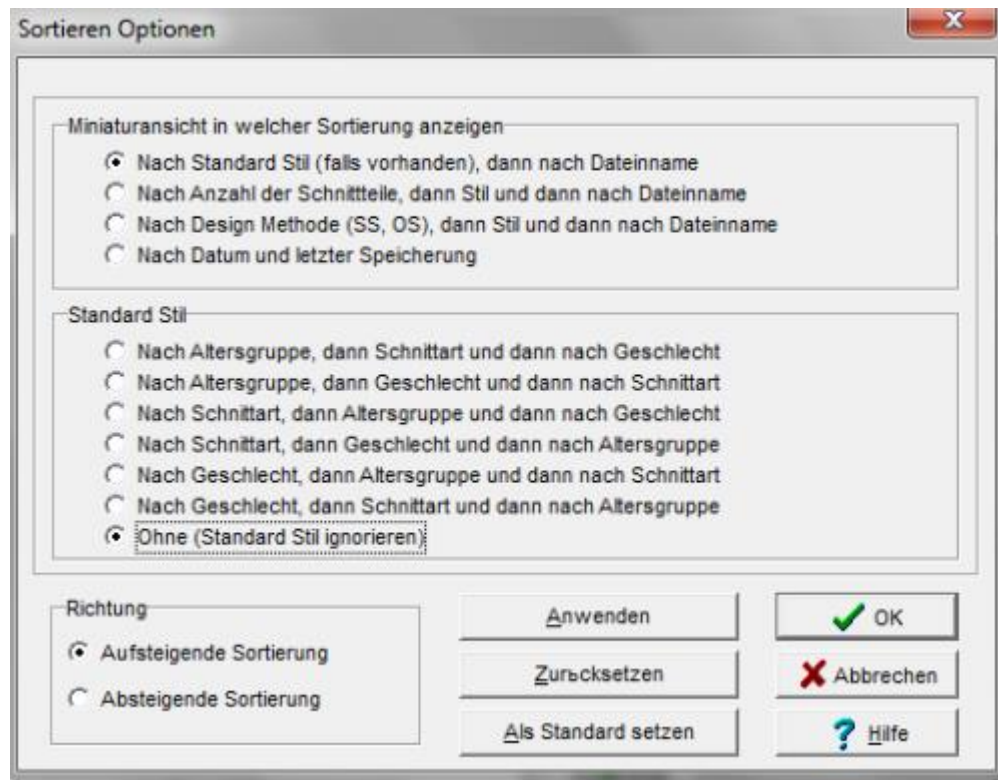 Sortieren Optionen
Miniaturansicht in welcher Sortierung anzeigen
Nach Standard Stil (falls vorhanden), dann nach Dateinname
Nach Anzahl der Schnittteile, dann Stil und dann nach Dateinname
Nach Design Methode (SS, OS), dann Stil und dann nach Dateinname
Nach Datum und letzter Speicherung
Standard Stil
Nach Altersgruppe, dann Schnittart und dann nach Geschlecht
Nach Altersgruppe, dann Geschlecht und dann nach Schnittart
Nach Schnittart, dann Altersgruppe und dann nach Geschlecht
Nach Schnittart, dann Geschlecht und dann nach Altersgruppe
Nach Geschlecht, dann Altersgruppe und dann nach Schnittart
Nach Geschlecht, dann Schnittart und dann nach Altersgruppe
Ohne (Standard Stil ignorieren)
Richtung
Aufsteigende Sortierung
Absteigende Sortierung
Anwenden
Zurьcksetzen
Als Standard setzen
OK
Abbrechen
Hilfe